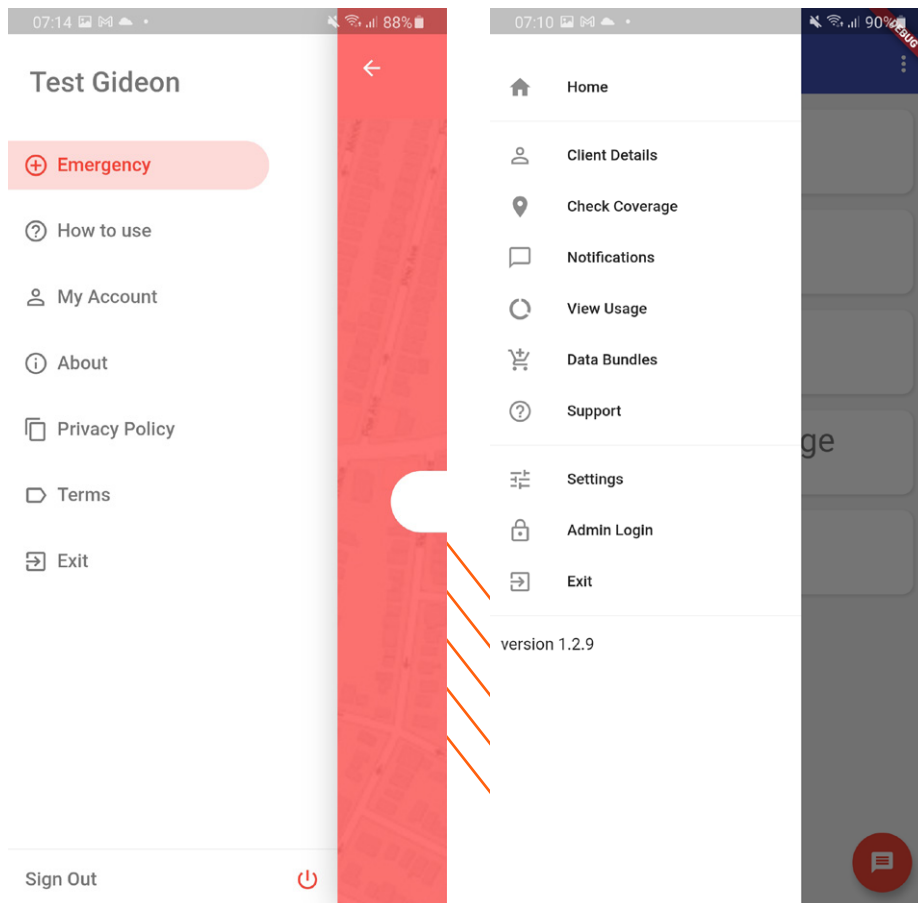 07:14
88%
Test Gideon
Emergency
How to use
My Account
About
Privacy Policy
Terms
Exit
Sign Out
07:10
90%
DEBUG
Home
Client Details
Check Coverage
Notifications
View Usage
Data Bundles
Support
ge
Settings
Admin Login
Exit
version 1.2.9